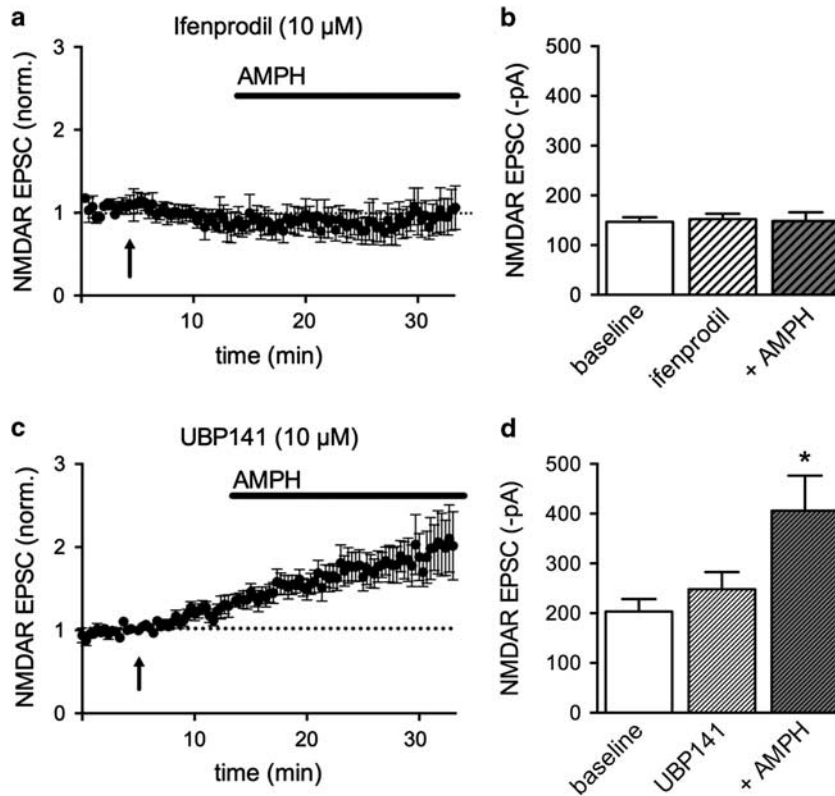 a
Ifenprodil (10 µM)
AMPH
NMDAR EPSC (norm.)
3
2
1
0
10
20
30
time (min)
b
NMDAR EPSC (-pA)
500
400
300
200
100
0
baseline
ifenprodil
+ AMPH
c
UBP141 (10 µM)
AMPH
NMDAR EPSC (norm.)
3
2
1
0
10
20
30
time (min)
d
NMDAR EPSC (-pA)
500
400
300
200
100
0
*
baseline
UBP141
+ AMPH